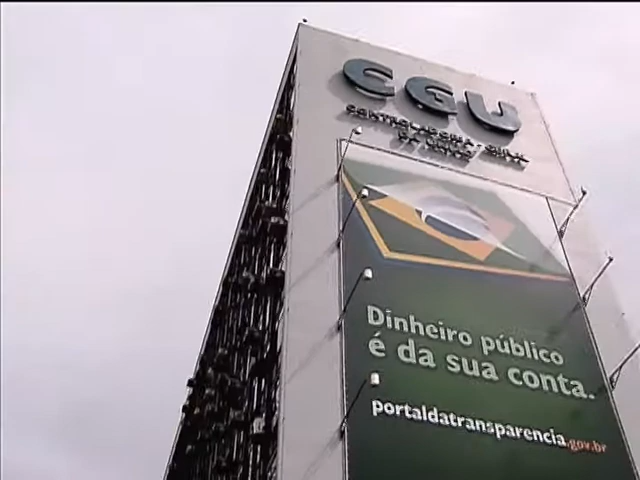 CGU
CONTROLADORIA-GERAL
DA UNIÃO
Dinheiro público
é da sua conta.
portaldatransparencia.gov.br